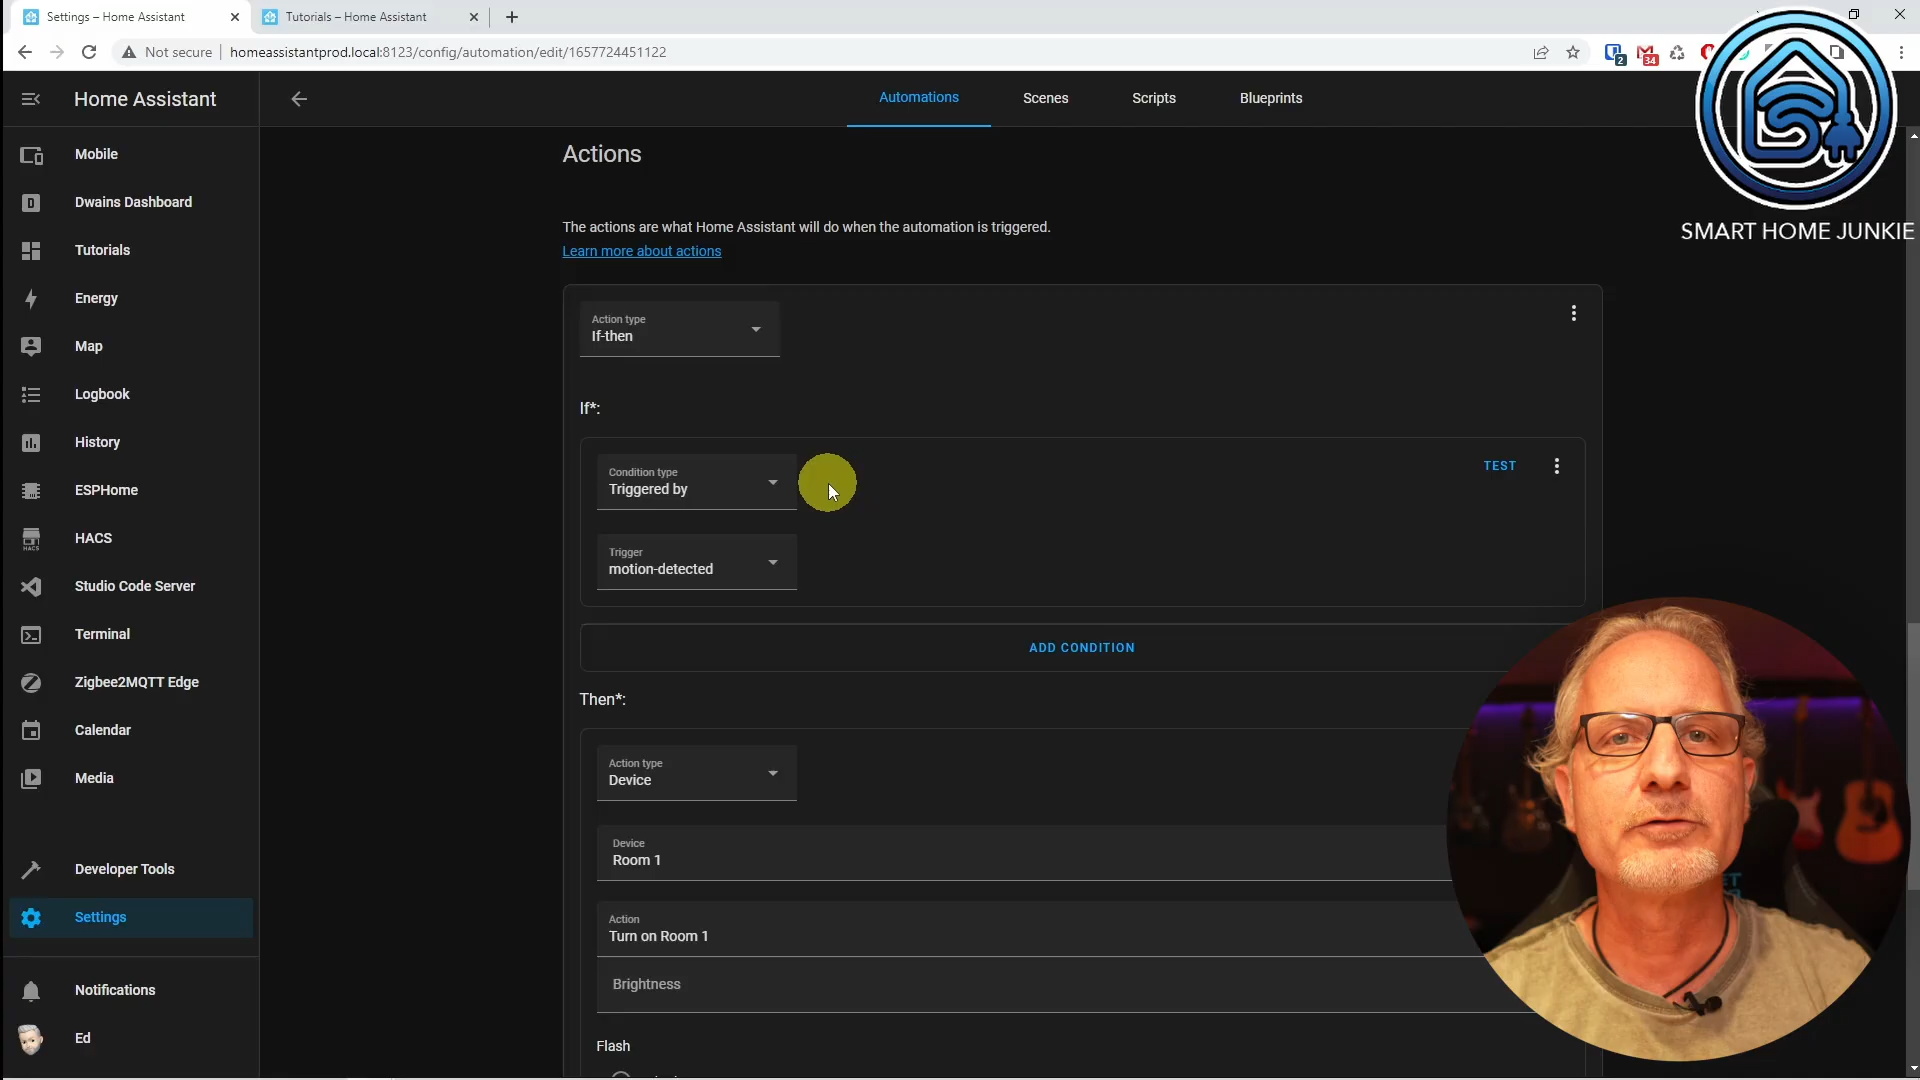 Settings – Home Assistant
Tutorials – Home Assistant
Not secure
homeassistantprod.local:8123/config/automation/edit/1657724451122
2
34
Home Assistant
Automations
Scenes
Scripts
Blueprints
SMART HOME JUNKIE
Mobile
Dwains Dashboard
Tutorials
Energy
Map
Logbook
History
ESPHome
HACS
HACS
Studio Code Server
Terminal
Zigbee2MQTT Edge
Calendar
Media
Developer Tools
Settings
Notifications
Ed
Actions
The actions are what Home Assistant will do when the automation is triggered.
Learn more about actions
Action type
If-then
If*:
Condition type
Triggered by
TEST
Trigger
motion-detected
ADD CONDITION
Then*:
Action type
Device
Device
Room 1
Action
Turn on Room 1
Brightness
Flash